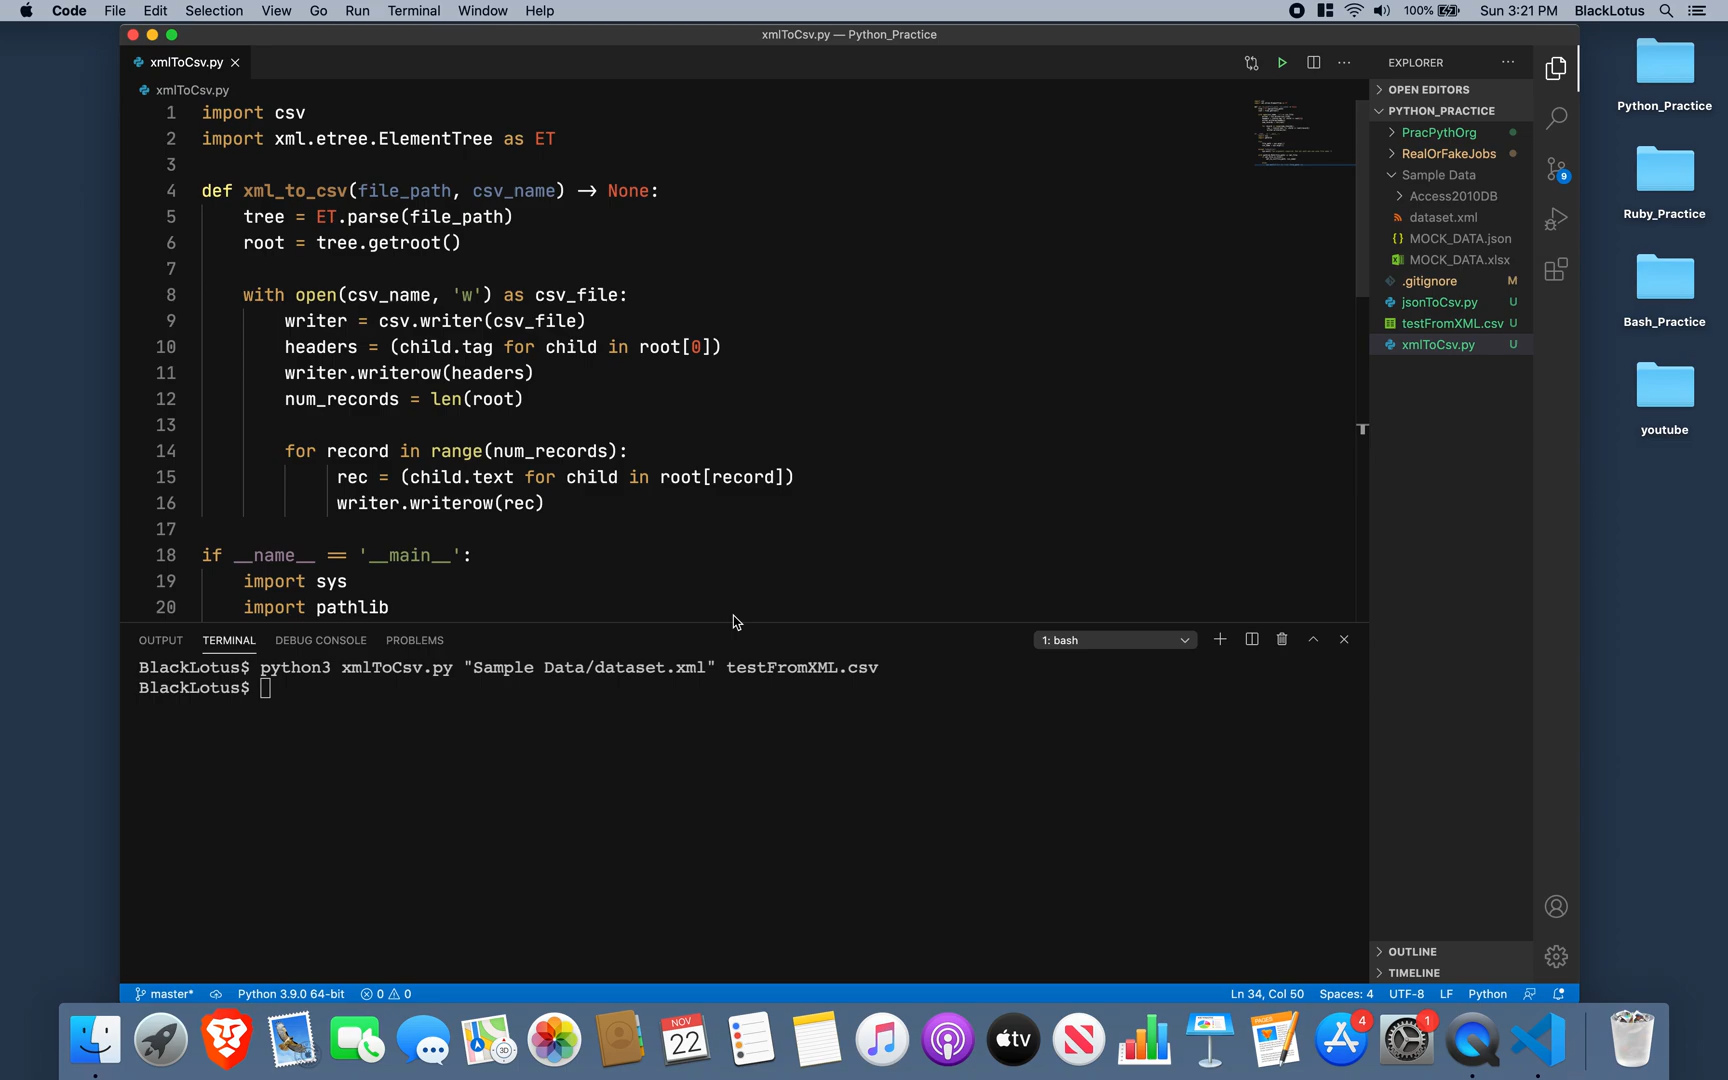 Code File Edit Selection View Go Run Terminal Window Help 100% Sun 3:21 PM BlackLotus
xmlToCsv.py — Python_Practice
xmlToCsv.py
xmlToCsv.py
1 import csv
2 import xml.etree.ElementTree as ET
3
4 def xml_to_csv(file_path, csv_name) → None:
5 tree = ET.parse(file_path)
6 root = tree.getroot()
7
8 with open(csv_name, 'w') as csv_file:
9 writer = csv.writer(csv_file)
10 headers = (child.tag for child in root[0])
11 writer.writerow(headers)
12 num_records = len(root)
13
14 for record in range(num_records):
15 rec = (child.text for child in root[record])
16 writer.writerow(rec)
17
18 if __name__ == '__main__':
19 import sys
20 import pathlib
EXPLORER
OPEN EDITORS
PYTHON_PRACTICE
PracPythOrg
RealOrFakeJobs
Sample Data
Access2010DB
dataset.xml
{} MOCK_DATA.json
MOCK_DATA.xlsx
.gitignore M
jsonToCsv.py U
testFromXML.csv U
xmlToCsv.py U
9
OUTLINE
TIMELINE
Python_Practice
Ruby_Practice
Bash_Practice
youtube
OUTPUT TERMINAL DEBUG CONSOLE PROBLEMS 1: bash
BlackLotus$ python3 xmlToCsv.py "Sample Data/dataset.xml" testFromXML.csv
BlackLotus$
master* Python 3.9.0 64-bit 0 0 Ln 34, Col 50 Spaces: 4 UTF-8 LF Python
NOV
22
tv
4
1